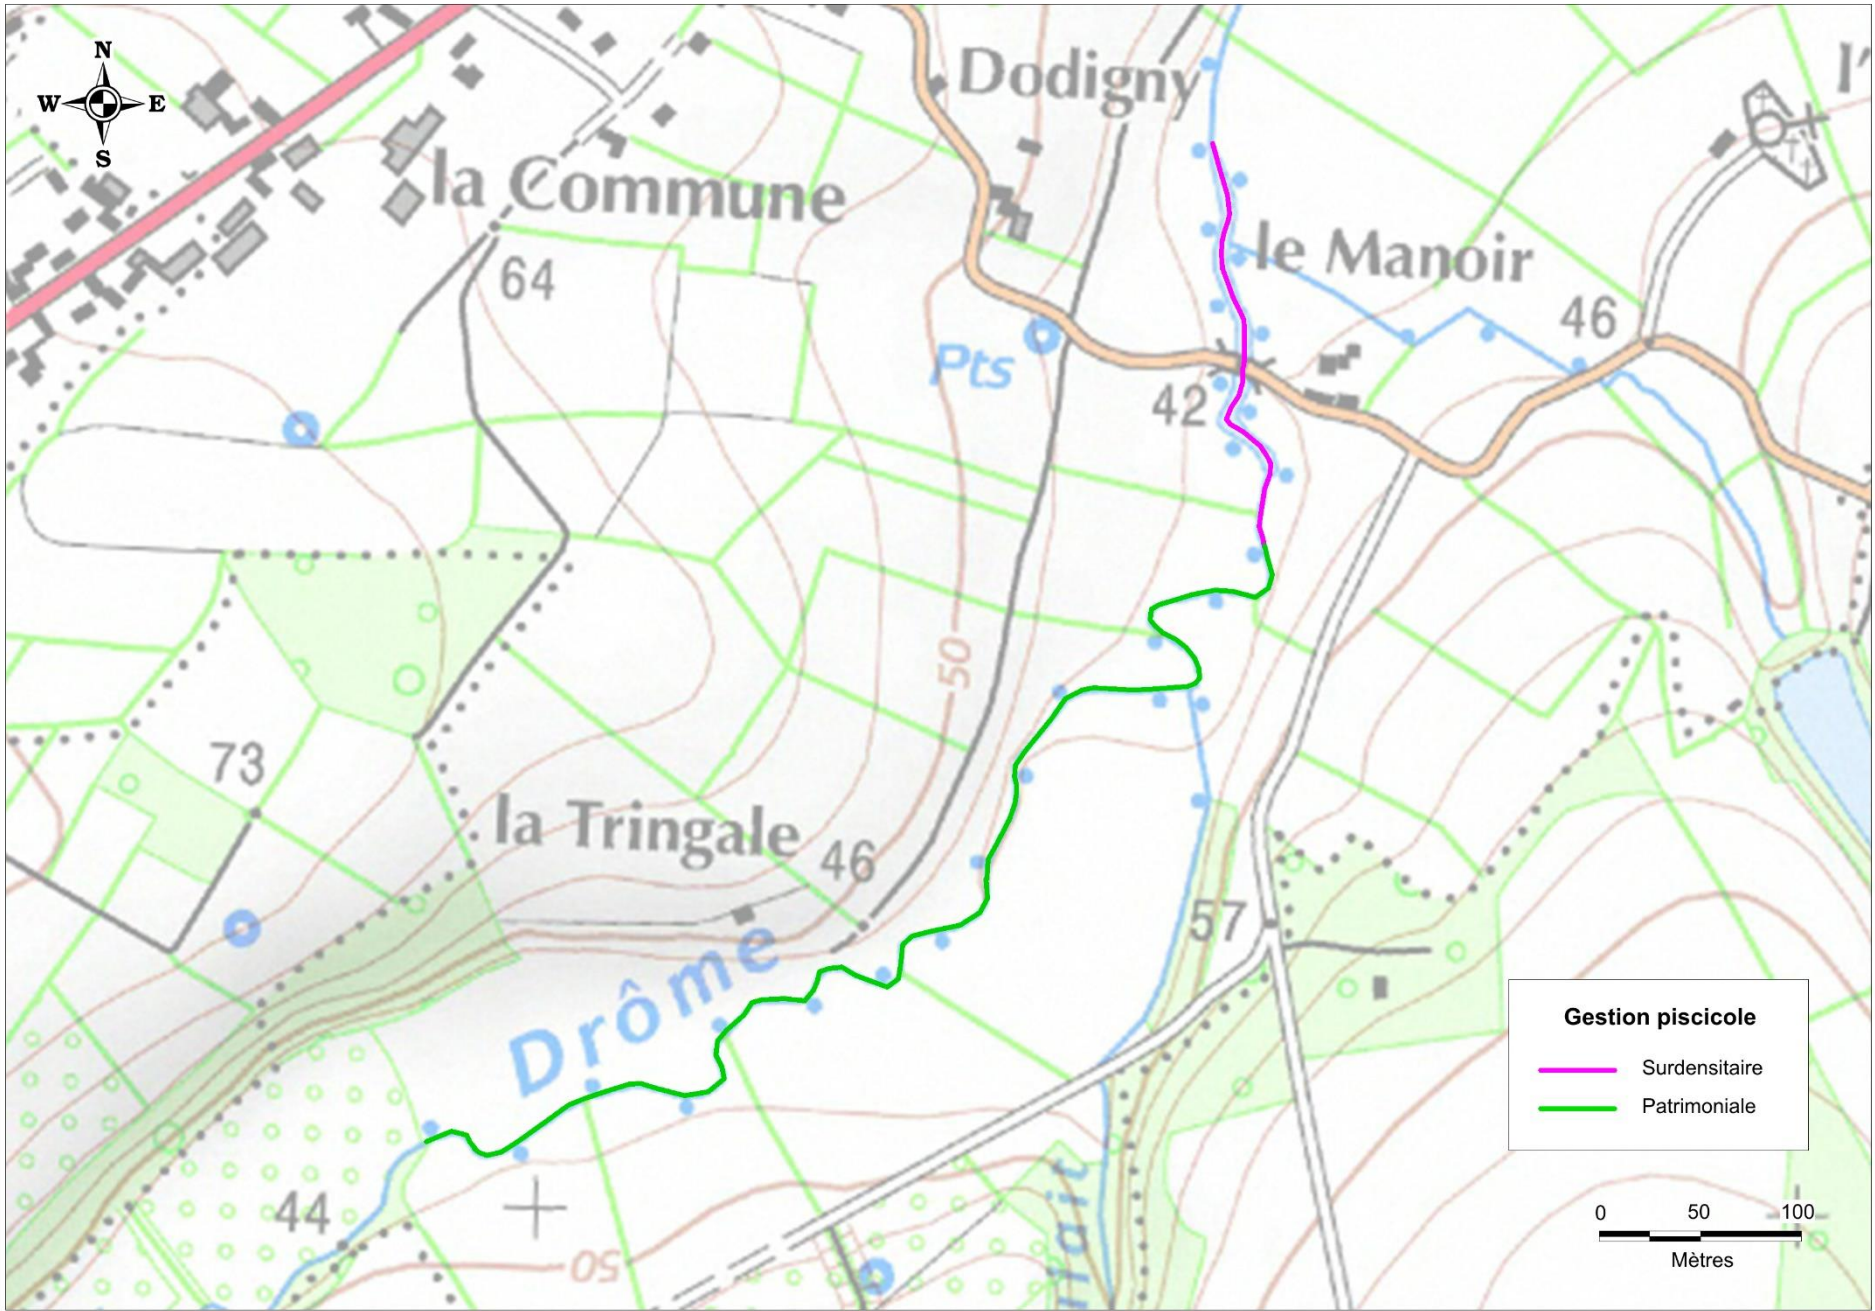 N
W E
S
Dodigny
l'
la Commune
64
le Manoir
46
Pts
42
50
73
la Tringale
46
57
Drôme
44
50
Gestion piscicole
Surdensitaire
Patrimoniale
0 50 100
Mètres